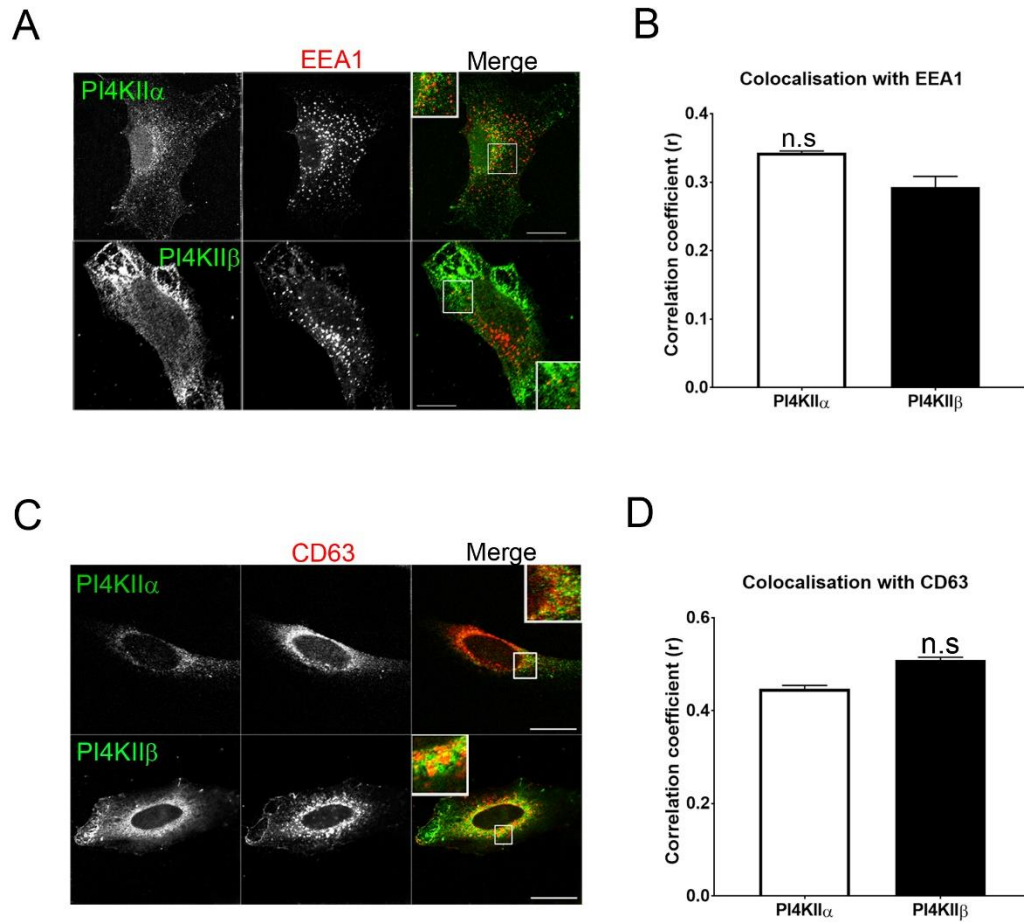 A
EEA1
Merge
PI4KIIα
PI4KIIβ
B
Colocalisation with EEA1
Correlation coefficient (r)
0.4
0.3
0.2
0.1
0.0
n.s
PI4KIIα
PI4KIIβ
C
CD63
Merge
PI4KIIα
PI4KIIβ
D
Colocalisation with CD63
Correlation coefficient (r)
0.6
0.4
0.2
0.0
n.s
PI4KIIα
PI4KIIβ